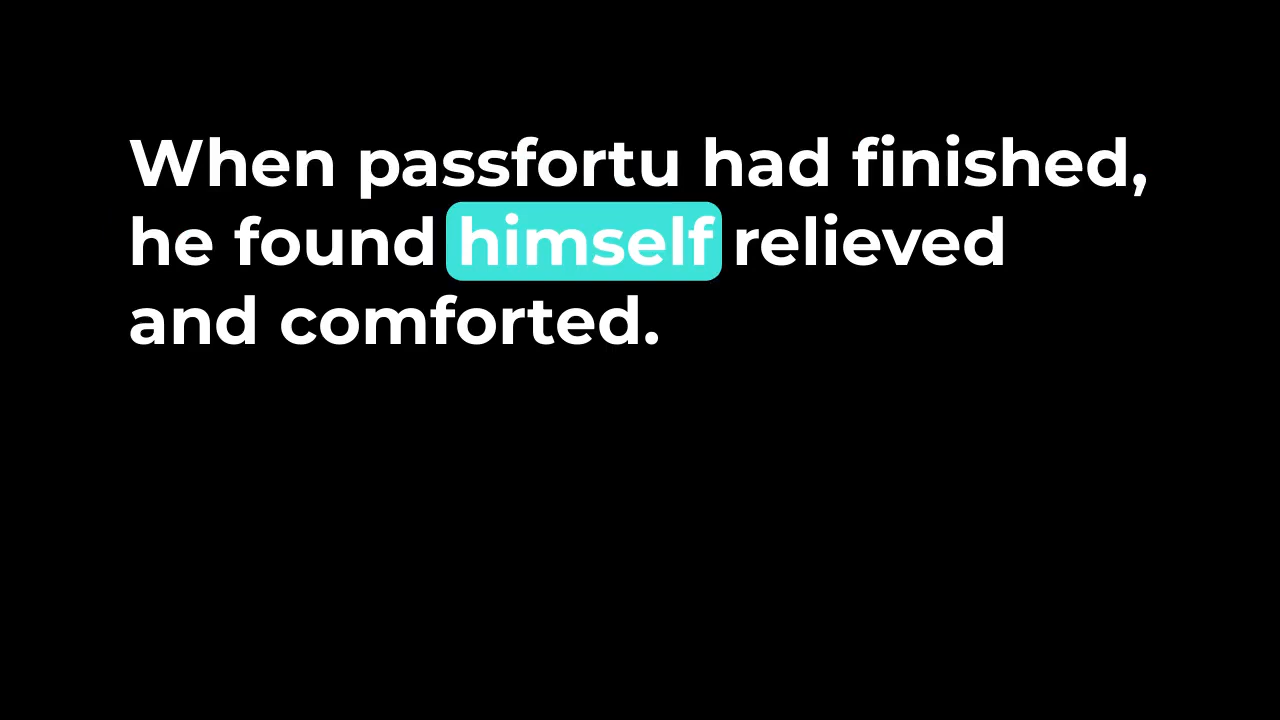 When passfortu had finished,
he found himself relieved
and comforted.